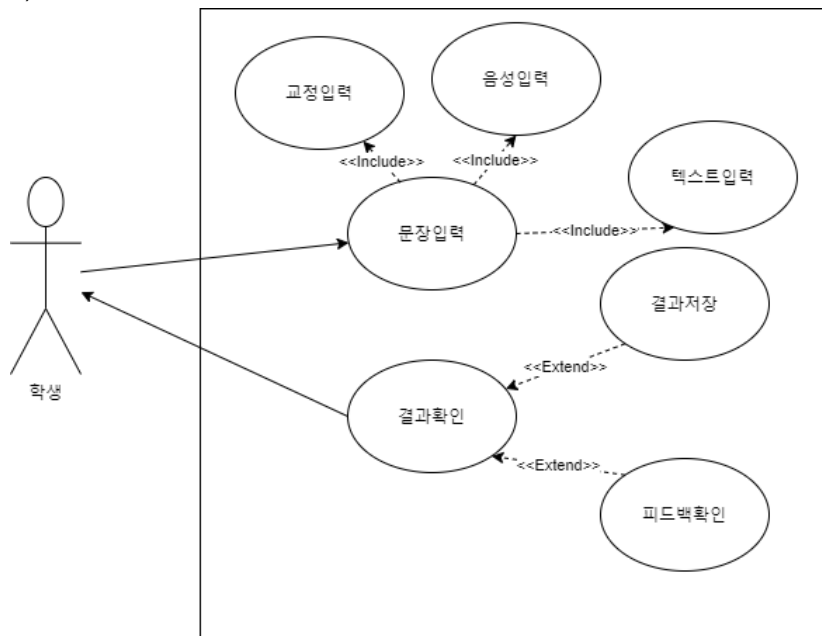 음성입력
교정입력
<<Include>>
<<Include>>
텍스트입력
문장입력
<<Include>>
결과저장
<<Extend>>
학생
결과확인
<<Extend>>
피드백확인